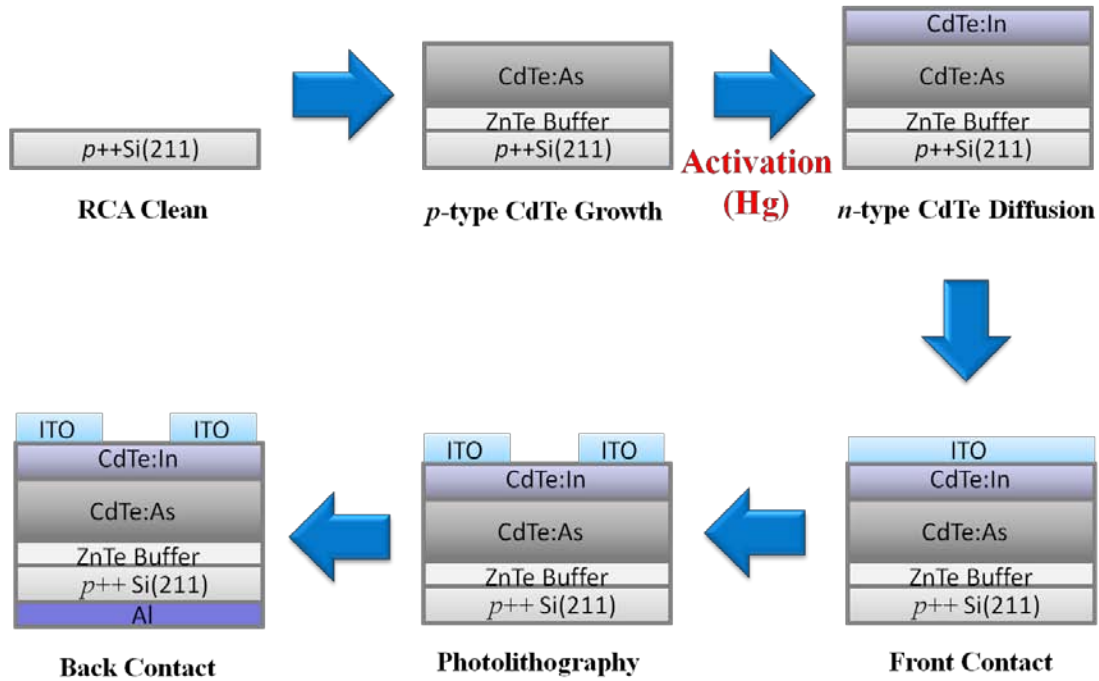 p++Si(211)
RCA Clean
CdTe:As
ZnTe Buffer
p++Si(211)
p-type CdTe Growth
Activation
(Hg)
CdTe:In
CdTe:As
ZnTe Buffer
p++Si(211)
n-type CdTe Diffusion
ITO
CdTe:In
CdTe:As
ZnTe Buffer
p++ Si(211)
Front Contact
ITO ITO
CdTe:In
CdTe:As
ZnTe Buffer
p++ Si(211)
Photolithography
ITO ITO
CdTe:In
CdTe:As
ZnTe Buffer
p++ Si(211)
Al
Back Contact